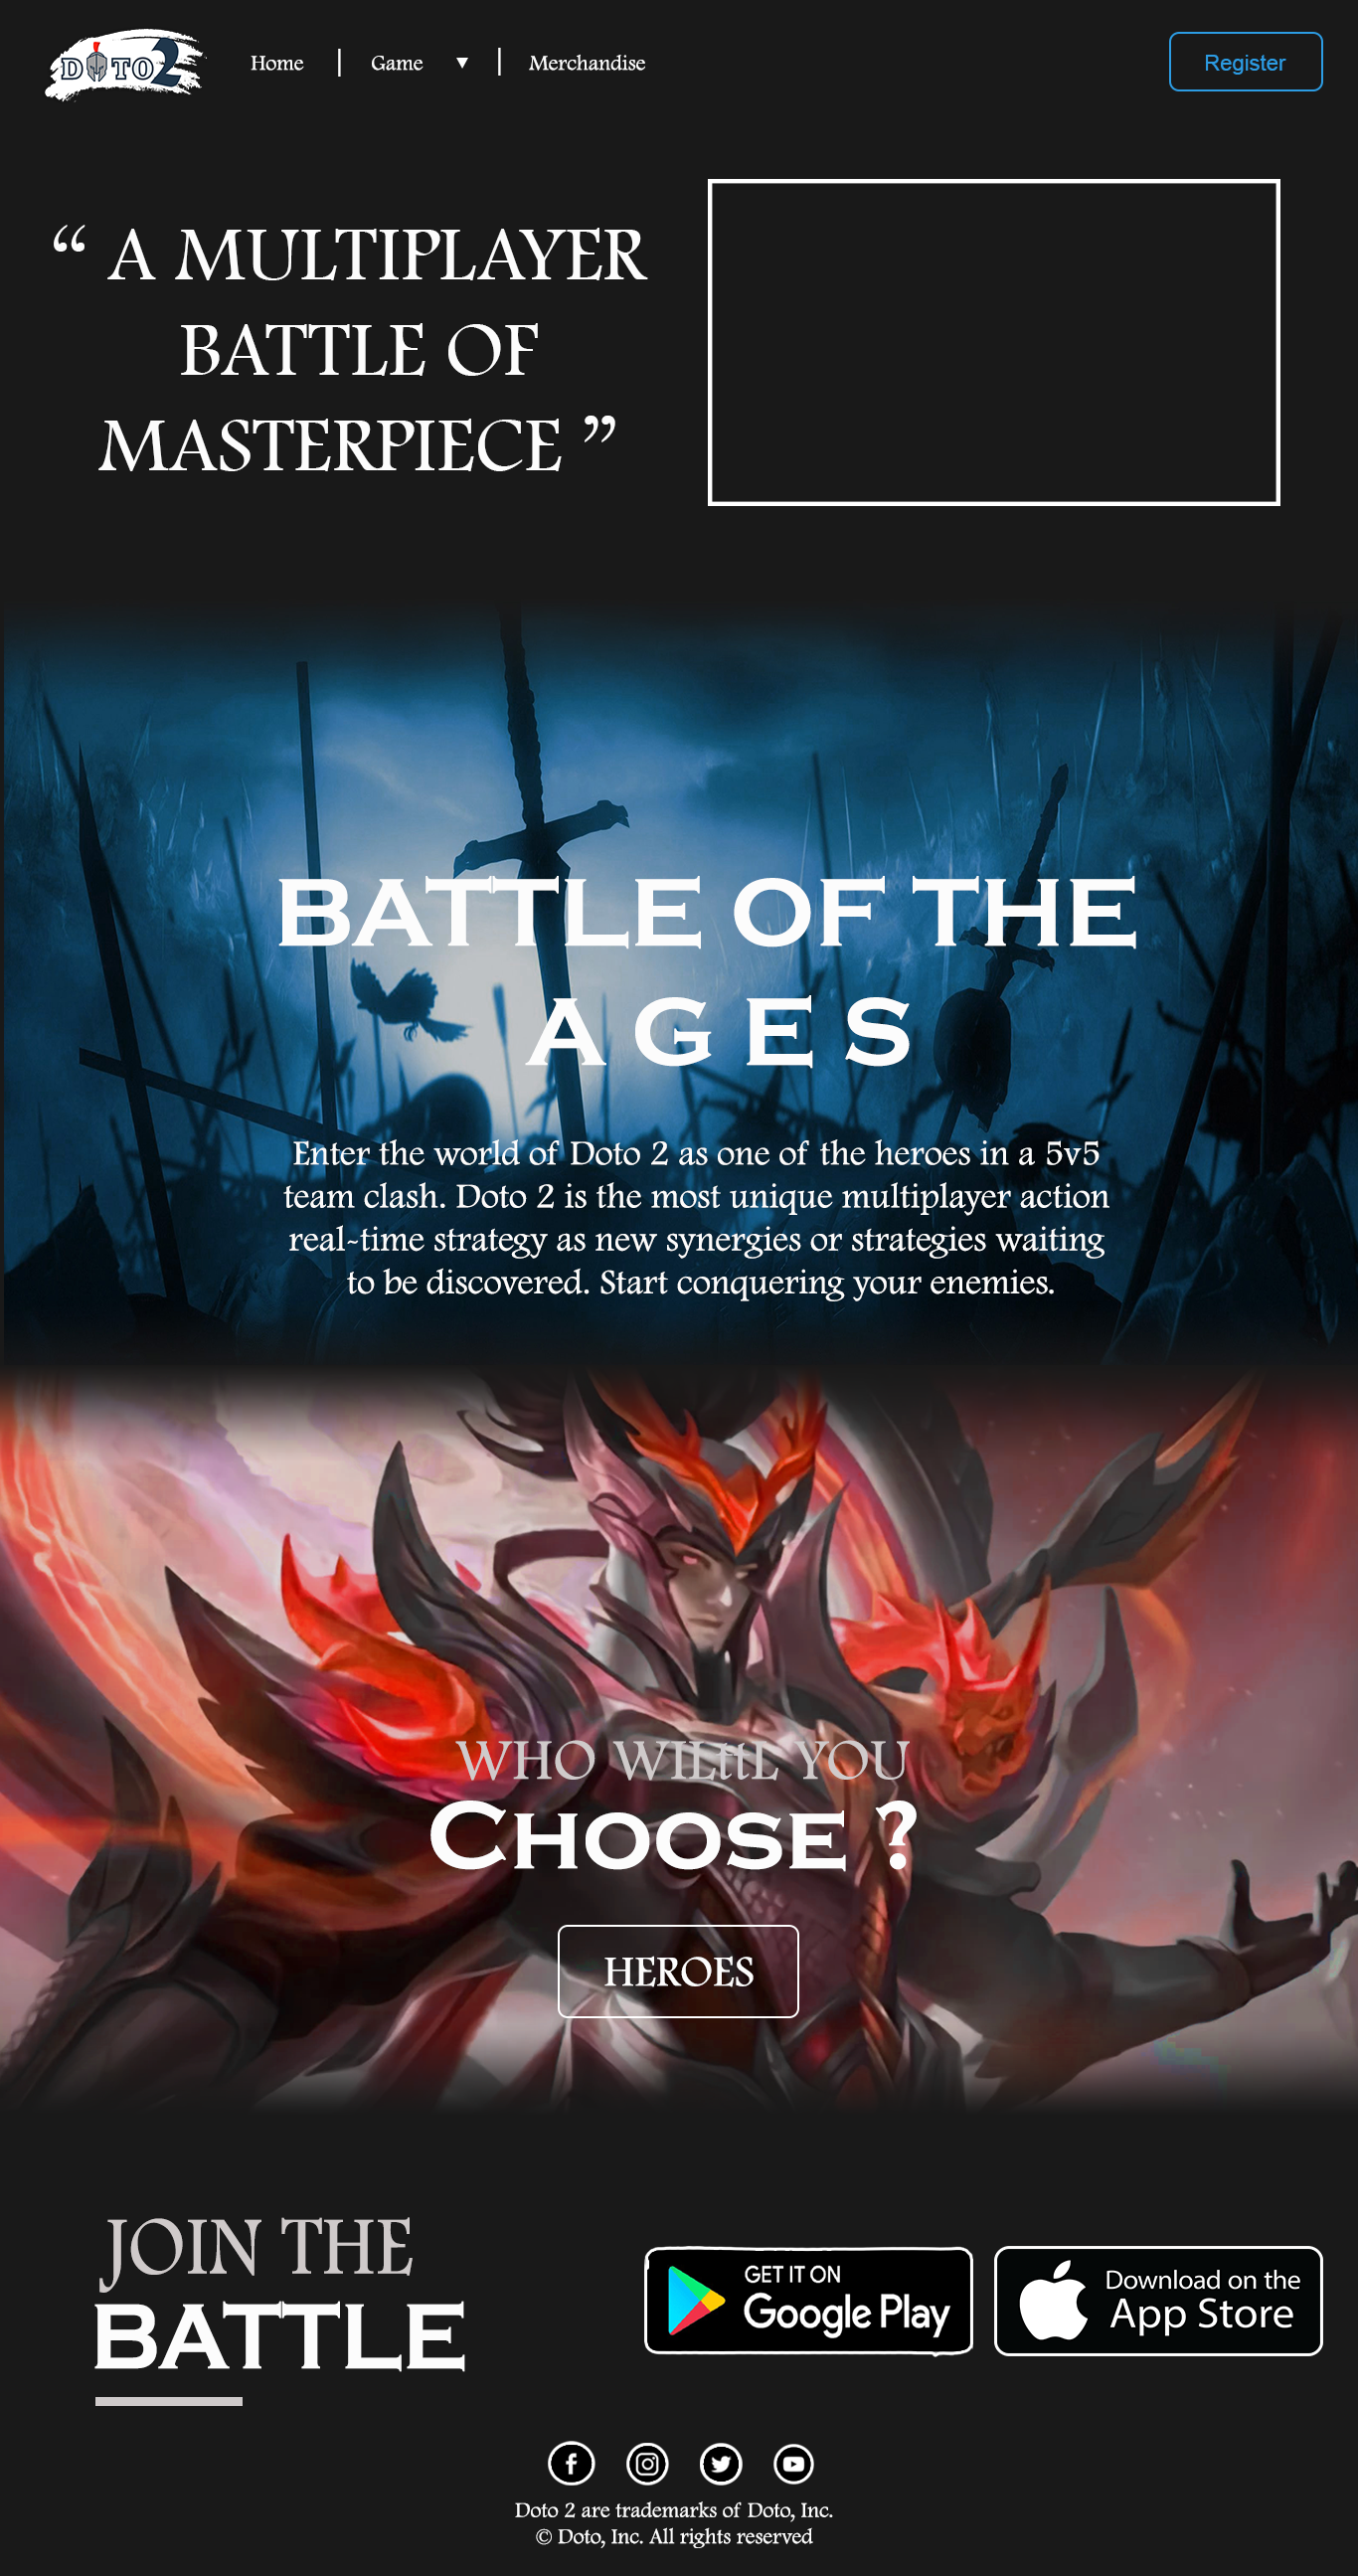 DOTO2
Home | Game ▼ | Merchandise
Register
“ A MULTIPLAYER
BATTLE OF
MASTERPIECE ”
BATTLE OF THE
AGES
Enter the world of Doto 2 as one of the heroes in a 5v5
team clash. Doto 2 is the most unique multiplayer action
real-time strategy as new synergies or strategies waiting
to be discovered. Start conquering your enemies.
WHO WILttL YOU
CHOOSE ?
HEROES
JOIN THE
BATTLE
GET IT ON
Google Play
Download on the
App Store
Doto 2 are trademarks of Doto, Inc.
© Doto, Inc. All rights reserved